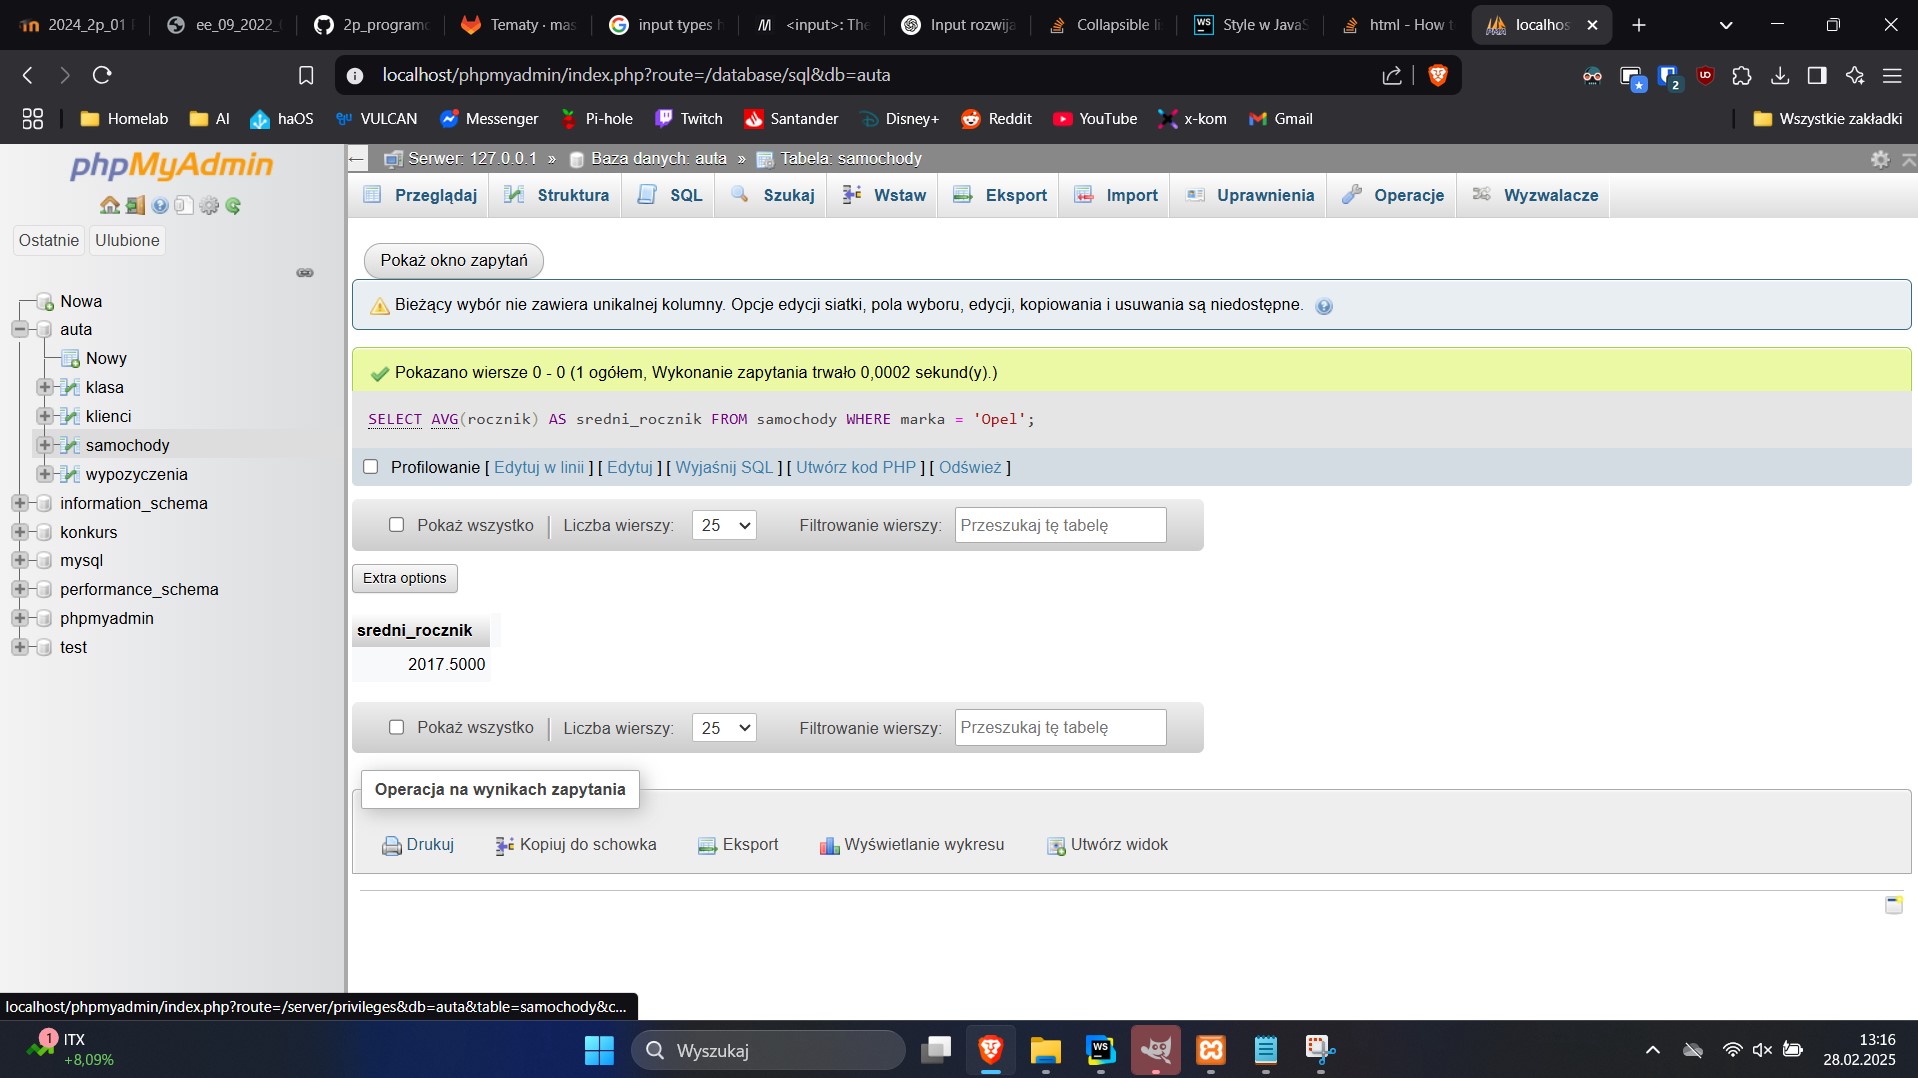 2024_2p_01
ee_09_2022_
2p_programo
Tematy · mas
input types h
<input>: The
Input rozwija
Collapsible li
Style w JavaS
html - How t
localhos
localhost/phpmyadmin/index.php?route=/database/sql&db=auta
2
Homelab
AI
haOS
VULCAN
Messenger
Pi-hole
Twitch
Santander
Disney+
Reddit
YouTube
x-kom
Gmail
Wszystkie zakładki
phpMyAdmin
Ostatnie
Ulubione
Nowa
auta
Nowy
klasa
klienci
samochody
wypozyczenia
information_schema
konkurs
mysql
performance_schema
phpmyadmin
test
Serwer: 127.0.0.1 » Baza danych: auta » Tabela: samochody
Przeglądaj
Struktura
SQL
Szukaj
Wstaw
Eksport
Import
Uprawnienia
Operacje
Wyzwalacze
Pokaż okno zapytań
Bieżący wybór nie zawiera unikalnej kolumny. Opcje edycji siatki, pola wyboru, edycji, kopiowania i usuwania są niedostępne.
Pokazano wiersze 0 - 0 (1 ogółem, Wykonanie zapytania trwało 0,0002 sekund(y).)
SELECT AVG(rocznik) AS sredni_rocznik FROM samochody WHERE marka = 'Opel';
Profilowanie [ Edytuj w linii ] [ Edytuj ] [ Wyjaśnij SQL ] [ Utwórz kod PHP ] [ Odśwież ]
Pokaż wszystko
Liczba wierszy:
25
Filtrowanie wierszy:
Przeszukaj tę tabelę
Extra options
sredni_rocznik
2017.5000
Pokaż wszystko
Liczba wierszy:
25
Filtrowanie wierszy:
Przeszukaj tę tabelę
Operacja na wynikach zapytania
Drukuj
Kopiuj do schowka
Eksport
Wyświetlanie wykresu
Utwórz widok
localhost/phpmyadmin/index.php?route=/server/privileges&db=auta&table=samochody&c...
1
ITX
+8,09%
Wyszukaj
13:16
28.02.2025